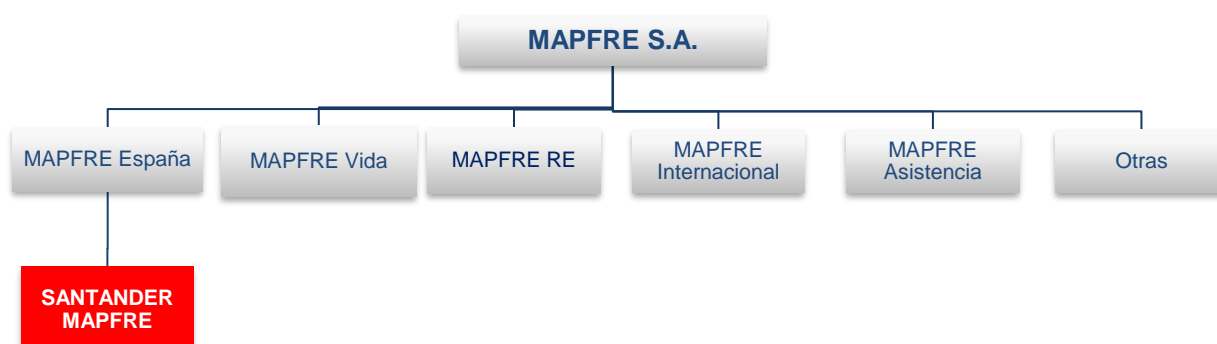 MAPFRE S.A.
MAPFRE España
MAPFRE Vida
MAPFRE RE
MAPFRE
Internacional
MAPFRE
Asistencia
Otras
SANTANDER
MAPFRE